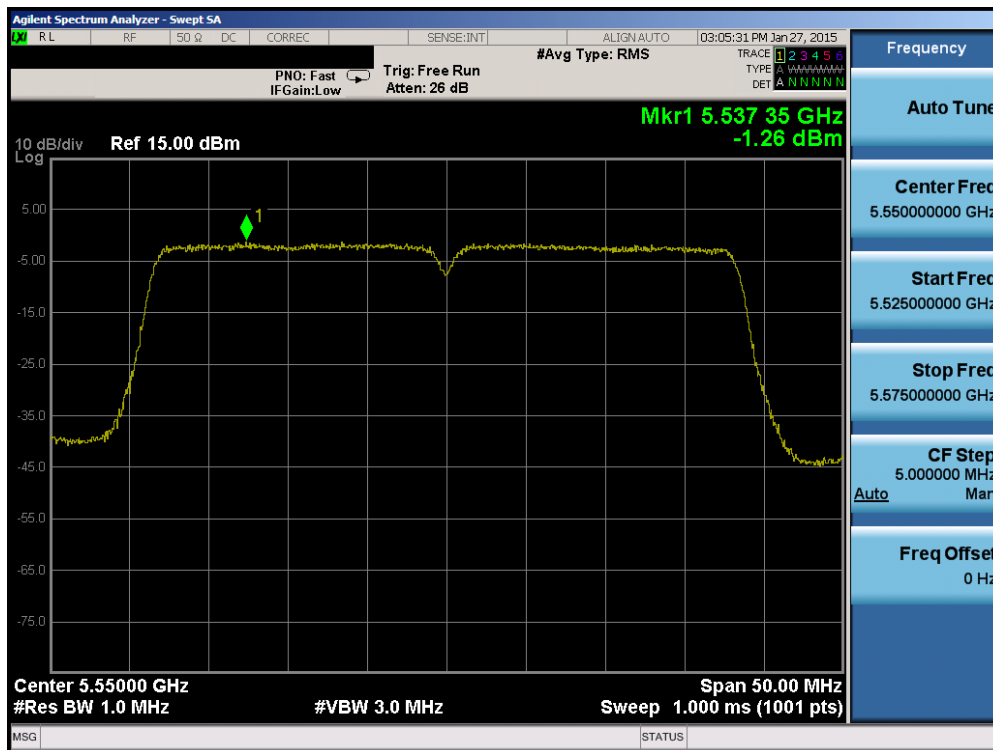 Agilent Spectrum Analyzer - Swept SA
LXI RL RF 50 Ω DC CORREC SENSE:INT ALIGN AUTO 03:05:31 PM Jan 27, 2015
#Avg Type: RMS TRACE 1 2 3 4 5 6
PNO: Fast Trig: Free Run TYPE A WWWWW
IFGain:Low Atten: 26 dB DET A N N N N N
Mkr1 5.537 35 GHz
-1.26 dBm
10 dB/div Ref 15.00 dBm
Log
1
5.00
-5.00
-15.0
-25.0
-35.0
-45.0
-55.0
-65.0
-75.0
Center 5.55000 GHz Span 50.00 MHz
#Res BW 1.0 MHz #VBW 3.0 MHz Sweep 1.000 ms (1001 pts)
MSG STATUS
Frequency
Auto Tune
Center Freq
5.550000000 GHz
Start Freq
5.525000000 GHz
Stop Freq
5.575000000 GHz
CF Step
5.000000 MHz
Auto Man
Freq Offset
0 Hz